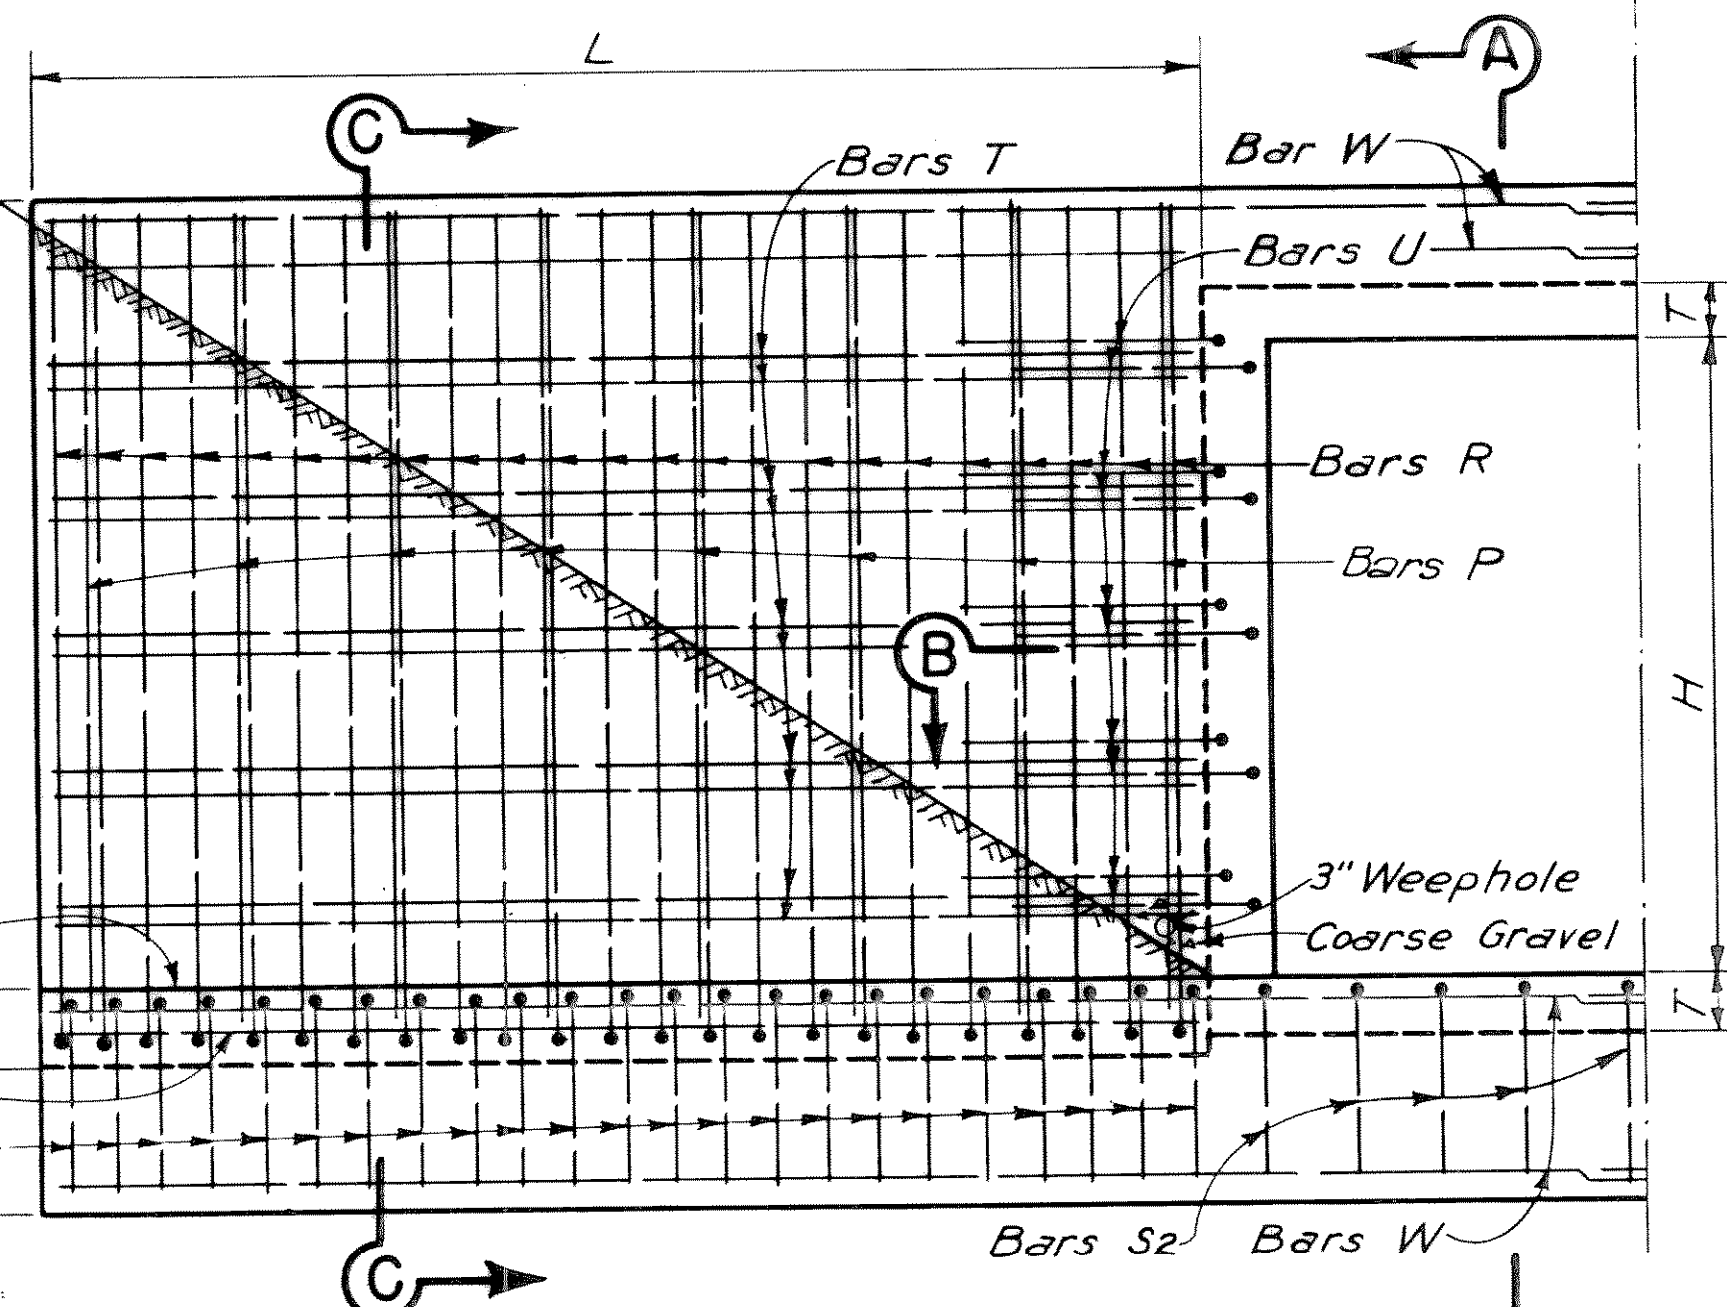 L
A
C
Bars T
Bar W
Bars U
T
Bars R
Bars P
B
H
3" Weephole
Coarse Gravel
T
Bars S2
Bars W
C